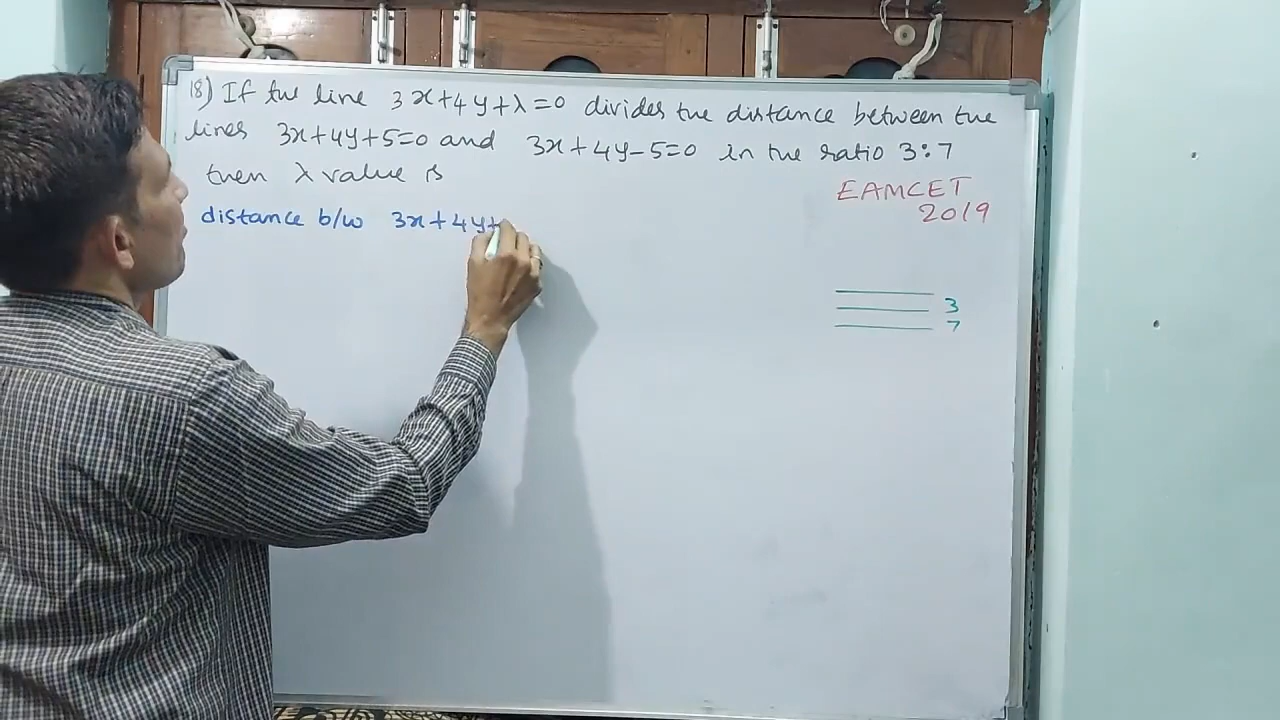 18) If the line 3x+4y+λ=0 divides the distance between the
lines 3x+4y+5=0 and 3x+4y-5=0 in the ratio 3:7
then λ value is
EAMCET
2019
distance b/w 3x+4y+
3
7